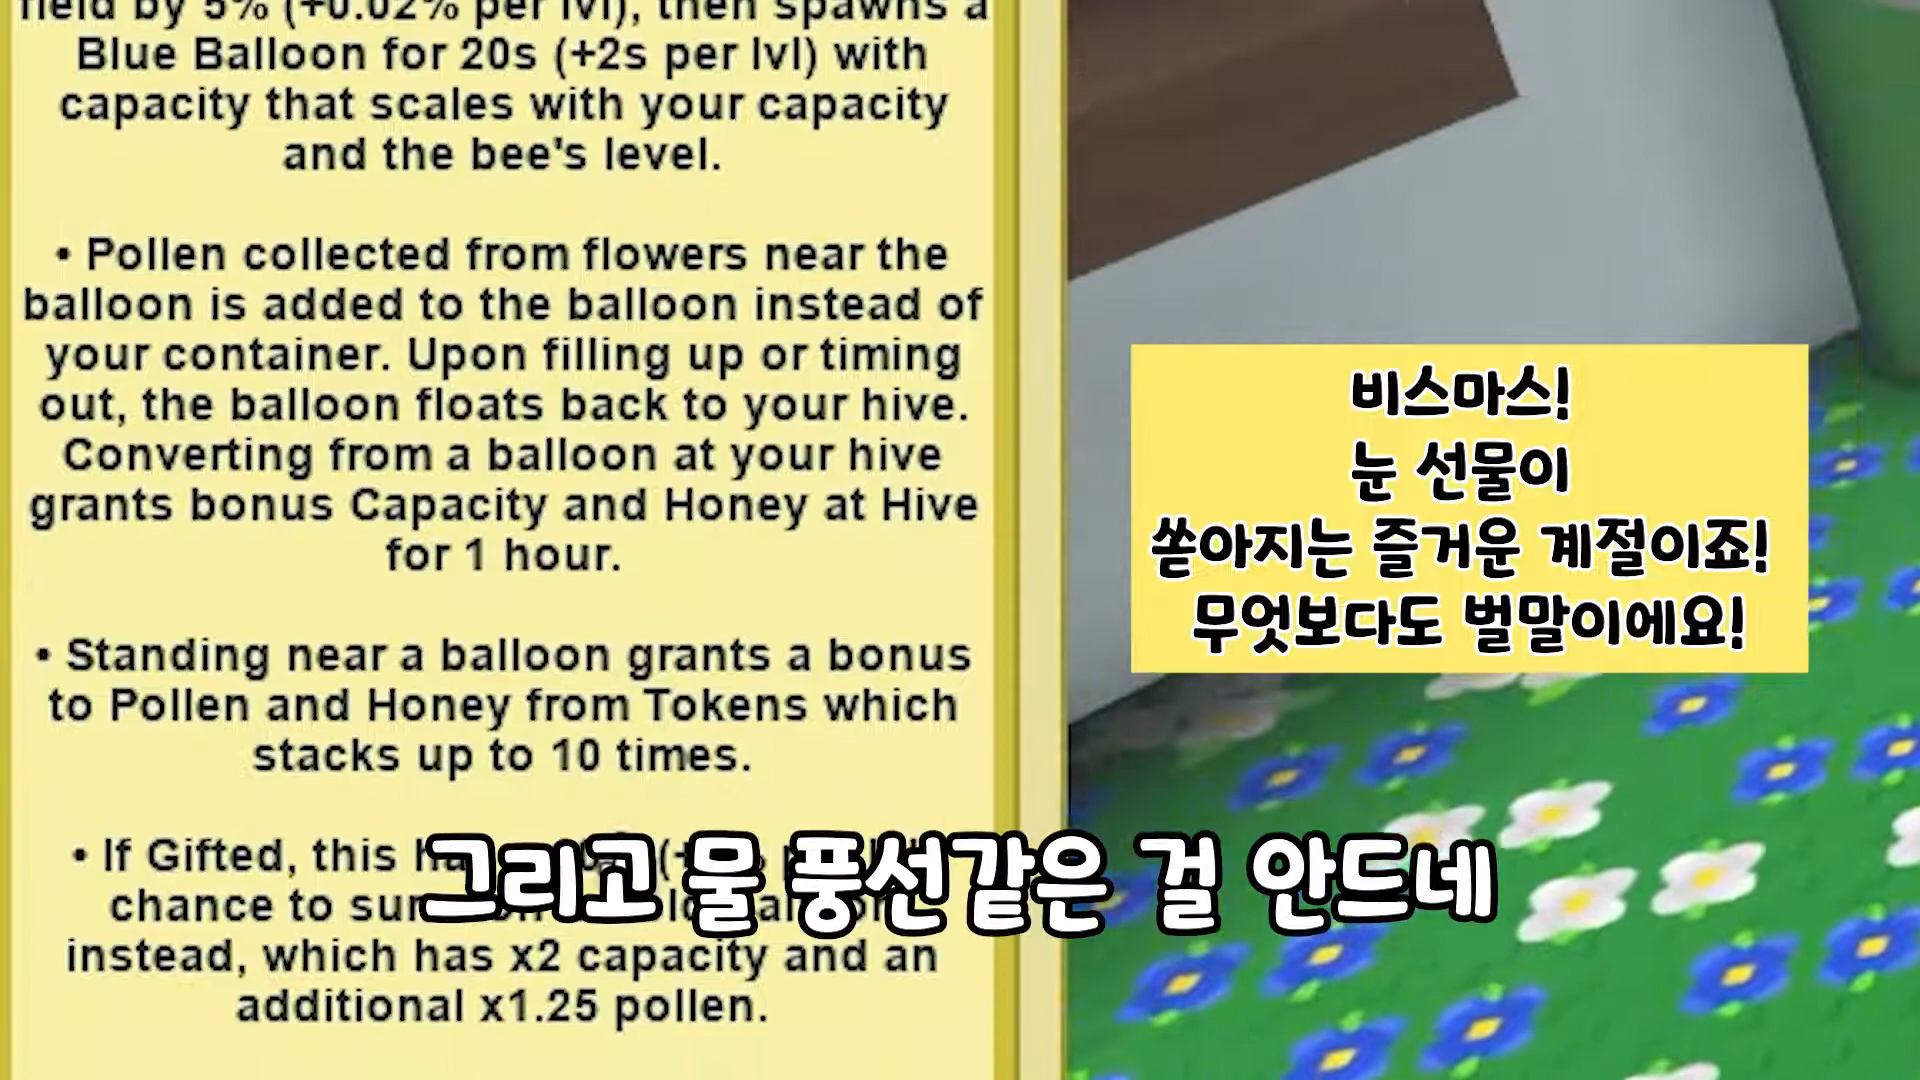 field by 5% (+0.02% per lvl), then spawns a
Blue Balloon for 20s (+2s per lvl) with
capacity that scales with your capacity
and the bee's level.
• Pollen collected from flowers near the
balloon is added to the balloon instead of
your container. Upon filling up or timing
out, the balloon floats back to your hive.
Converting from a balloon at your hive
grants bonus Capacity and Honey at Hive
for 1 hour.
• Standing near a balloon grants a bonus
to Pollen and Honey from Tokens which
stacks up to 10 times.
• If Gifted, this
chance to
instead, which has x2 capacity and an
additional x1.25 pollen.
비스마스!
눈 선물이
쏟아지는 즐거운 계절이죠!
무엇보다도 벌말이에요!
그리고 물 풍선같은 걸 안드네